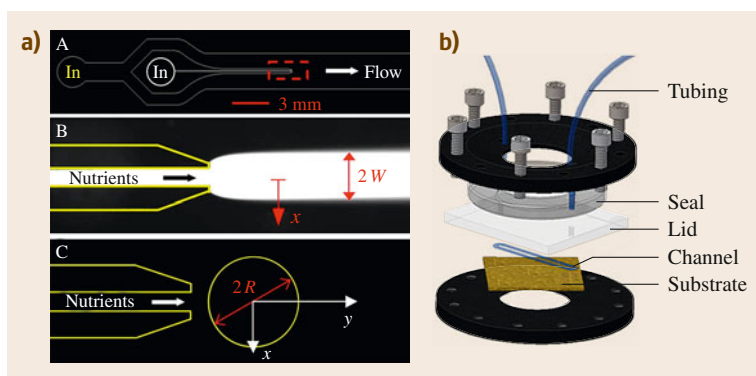 a)
A
In
In
Flow
3 mm
B
Nutrients
2 W
x
C
Nutrients
2 R
y
x
b)
Tubing
Seal
Lid
Channel
Substrate